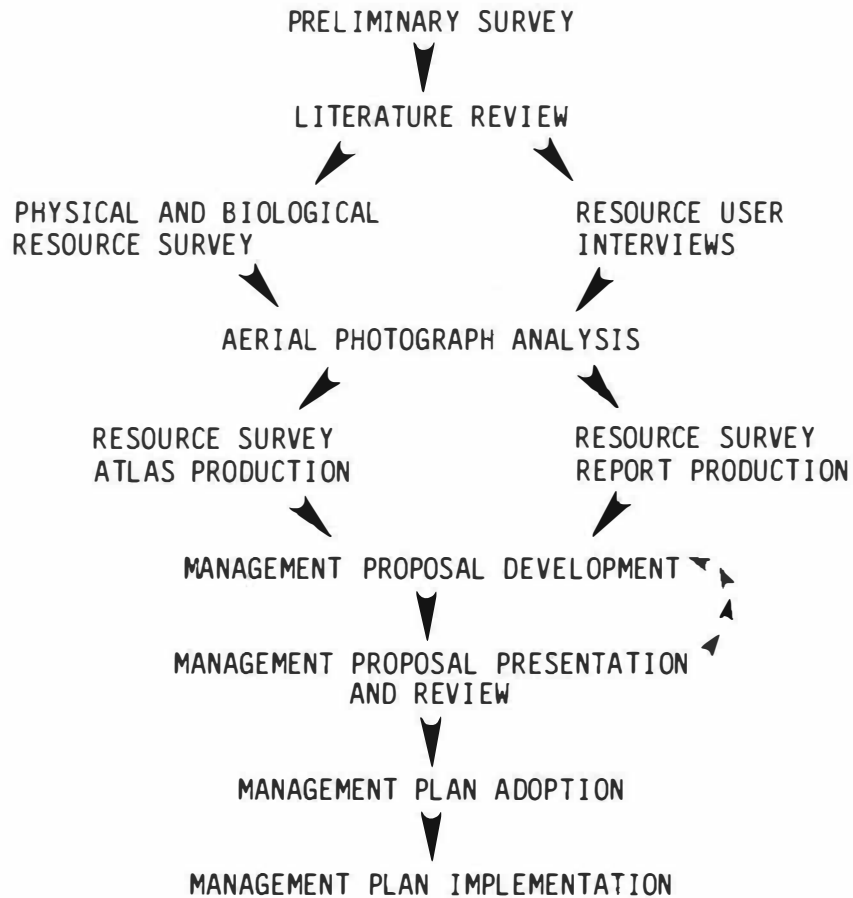 PRELIMINARY SURVEY
LITERATURE REVIEW
PHYSICAL AND BIOLOGICAL
RESOURCE SURVEY
RESOURCE USER
INTERVIEWS
AERIAL PHOTOGRAPH ANALYSIS
RESOURCE SURVEY
ATLAS PRODUCTION
RESOURCE SURVEY
REPORT PRODUCTION
MANAGEMENT PROPOSAL DEVELOPMENT
MANAGEMENT PROPOSAL PRESENTATION
AND REVIEW
MANAGEMENT PLAN ADOPTION
MANAGEMENT PLAN IMPLEMENTATION